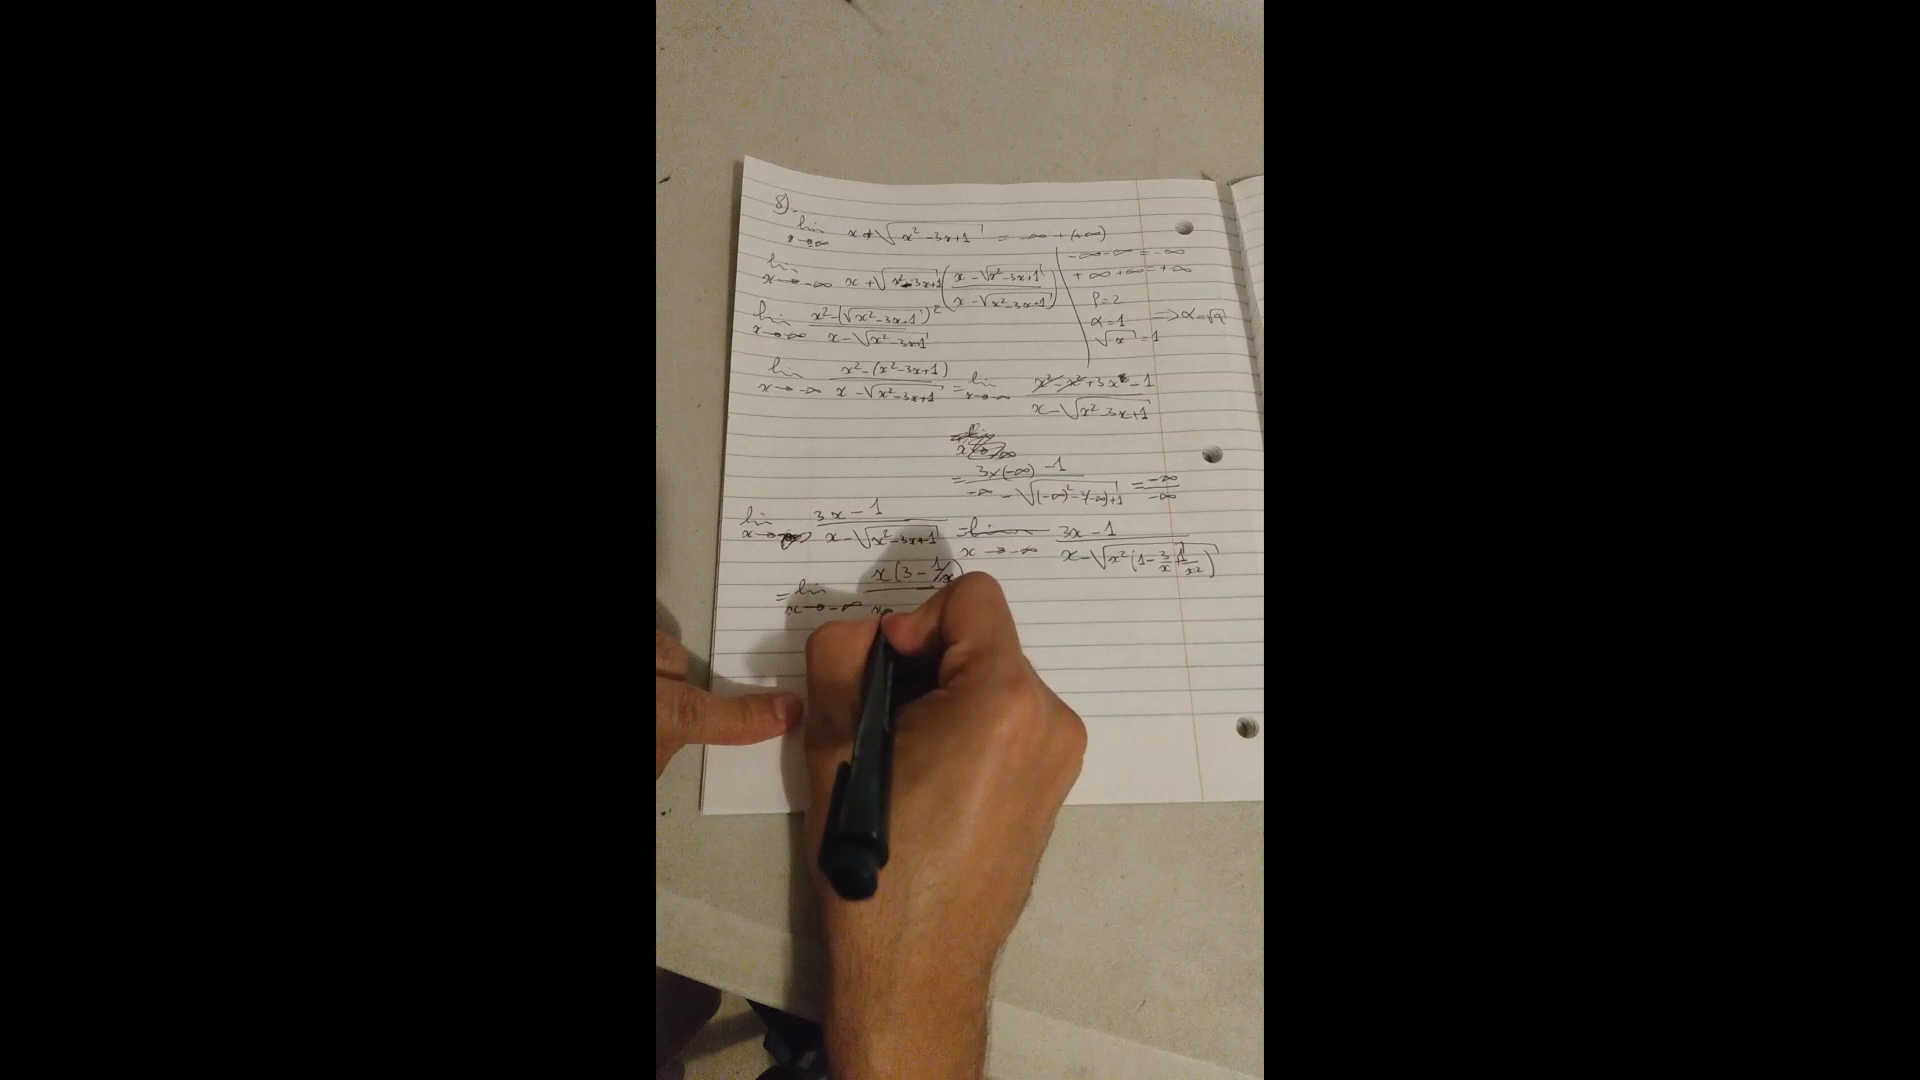 8).
lim x→∞ x + √(x² - 3x + 1) = -∞ + (+∞)
-∞ -∞ = -∞
+∞ +∞ = +∞
lim x→-∞ x + √(x² - 3x + 1) (x - √(x² - 3x + 1) / x - √(x² - 3x + 1))
α = 1
lim x→-∞ x² - (√(x² - 3x + 1))² / x - √(x² - 3x + 1)
lim x→-∞ x² - (x² - 3x + 1) / x - √(x² - 3x + 1) = lim x→-∞ x² - x² + 3x - 1 / x - √(x² 3x + 1)
= 3×(-∞) - 1 / -∞ - √((-∞)² - 3(-∞) + 1) = -∞ / -∞
lim 3x - 1 / x - √(x² - 3x + 1) = lim x→-∞ 3x - 1 / x - √(x² (1 - 3/x + 1/x²))
= lim x→-∞ x(3 - 1/x) / x